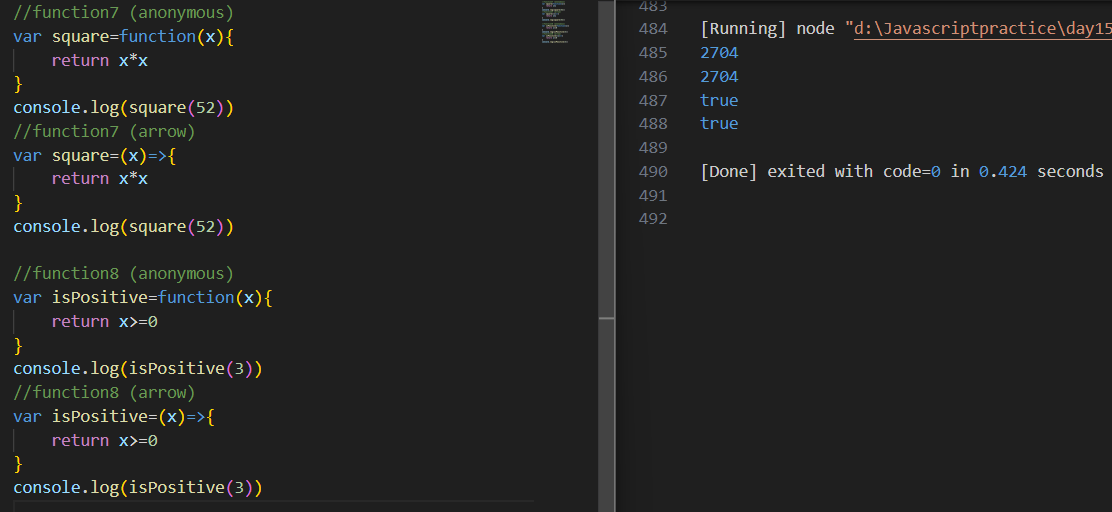 //function7 (anonymous)
var square=function(x){
    return x*x
}
console.log(square(52))
//function7 (arrow)
var square=(x)=>{
    return x*x
}
console.log(square(52))
//function8 (anonymous)
var isPositive=function(x){
    return x>=0
}
console.log(isPositive(3))
//function8 (arrow)
var isPositive=(x)=>{
    return x>=0
}
console.log(isPositive(3))
483
484 [Running] node "d:\Javascriptpractice\day15
485 2704
486 2704
487 true
488 true
489
490 [Done] exited with code=0 in 0.424 seconds
491
492